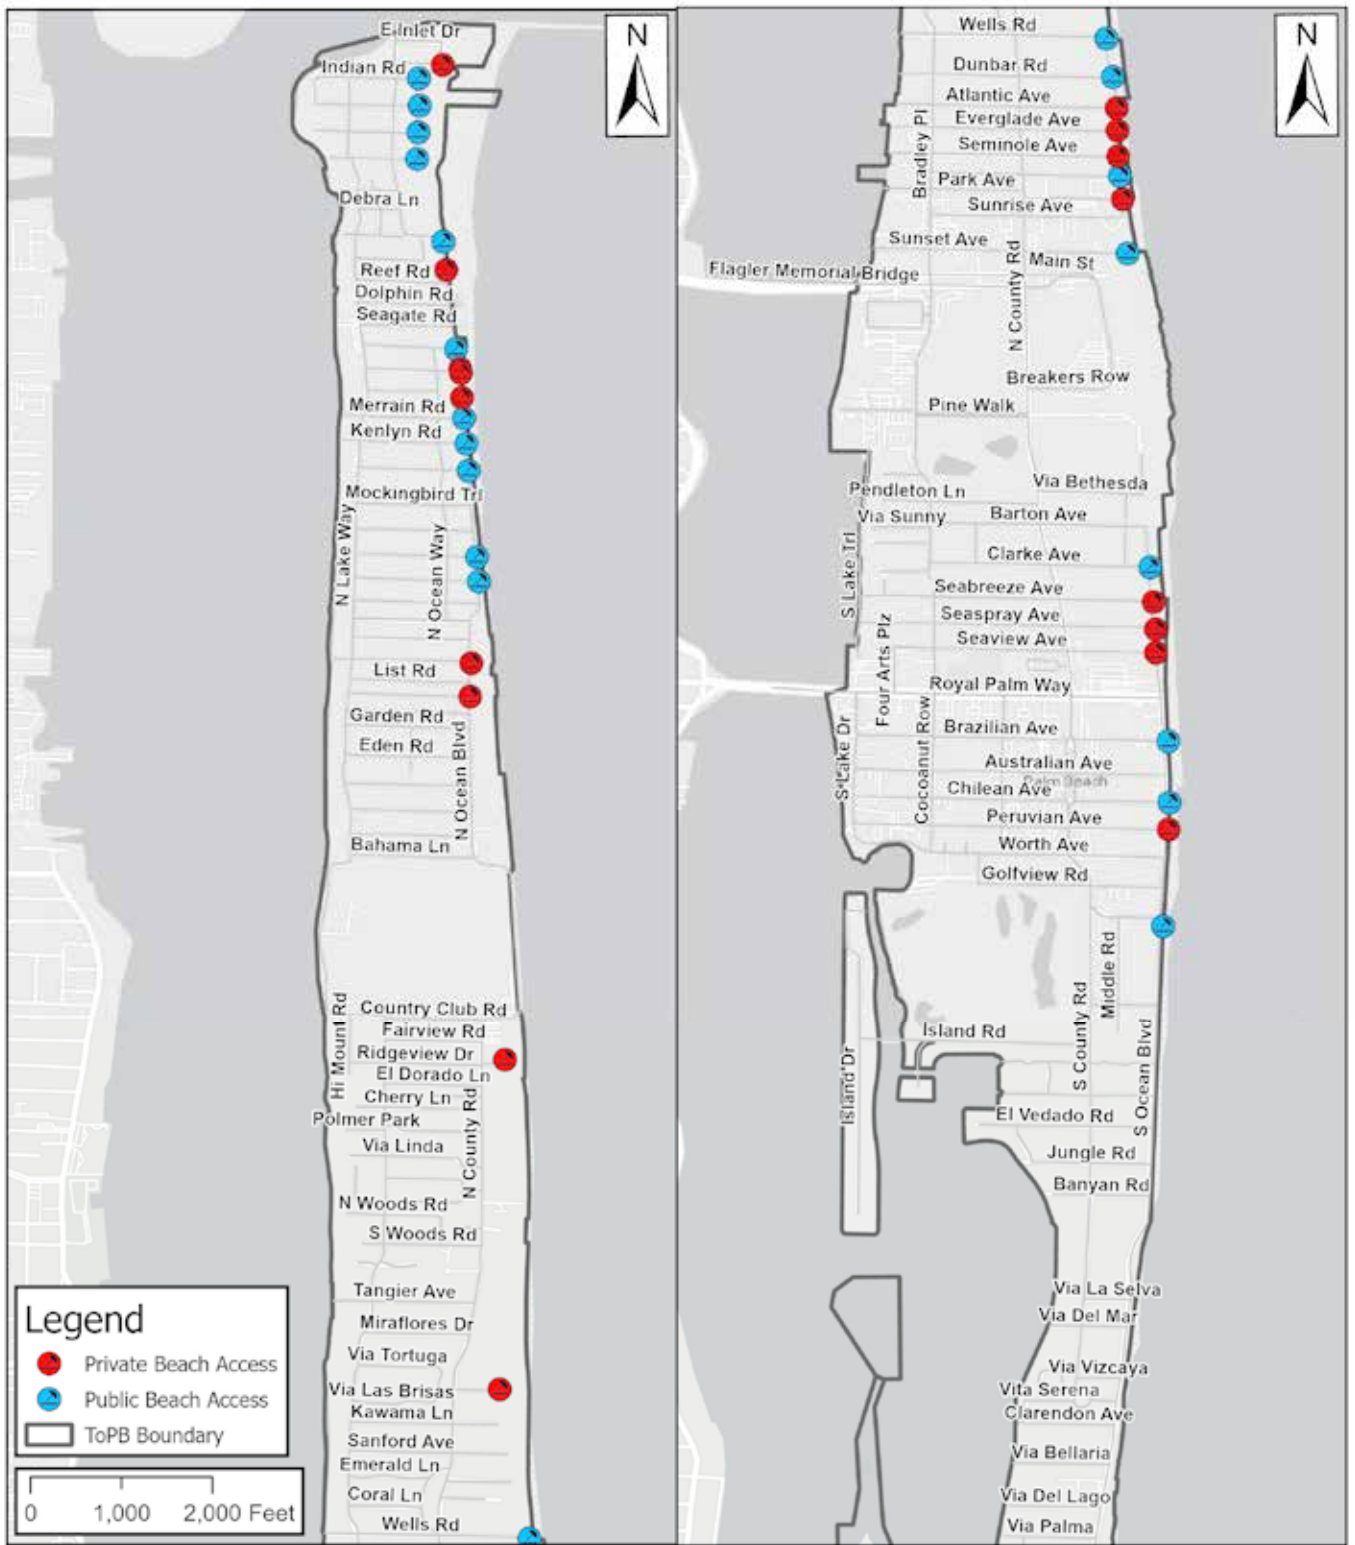 E Inlet Dr
N
Indian Rd
Debra Ln
Reef Rd
Dolphin Rd
Seagate Rd
Merrain Rd
Kenlyn Rd
Mockingbird Trl
N Lake Way
N Ocean Way
List Rd
Garden Rd
Eden Rd
N Ocean Blvd
Bahama Ln
Country Club Rd
Fairview Rd
Hi Mount Rd
Ridgeview Dr
El Dorado Ln
Cherry Ln
Polmer Park
N County Rd
Via Linda
N Woods Rd
S Woods Rd
Tangier Ave
Miraflores Dr
Via Tortuga
Via Las Brisas
Kawama Ln
Sanford Ave
Emerald Ln
Coral Ln
Wells Rd
Legend
Private Beach Access
Public Beach Access
ToPB Boundary
0 1,000 2,000 Feet
Wells Rd
N
Dunbar Rd
Atlantic Ave
Everglade Ave
Bradley Pl
Seminole Ave
Park Ave
Sunrise Ave
Sunset Ave
Main St
N County Rd
Flagler Memorial Bridge
Breakers Row
Pine Walk
Via Bethesda
Pendleton Ln
Barton Ave
Via Sunny
Clarke Ave
S Lake Trl
Seabreeze Ave
Seaspray Ave
Four Arts Plz
Seaview Ave
Royal Palm Way
Brazilian Ave
S Lake Dr
Cocoanut Row
Australian Ave
Palm Beach
Chilean Ave
Peruvian Ave
Worth Ave
Golfview Rd
Middle Rd
Island Rd
S County Rd
S Ocean Blvd
Island Dr
El Vedado Rd
Jungle Rd
Banyan Rd
Via La Selva
Via Del Mar
Via Vizcaya
Vita Serena
Clarendon Ave
Via Bellaria
Via Del Lago
Via Palma